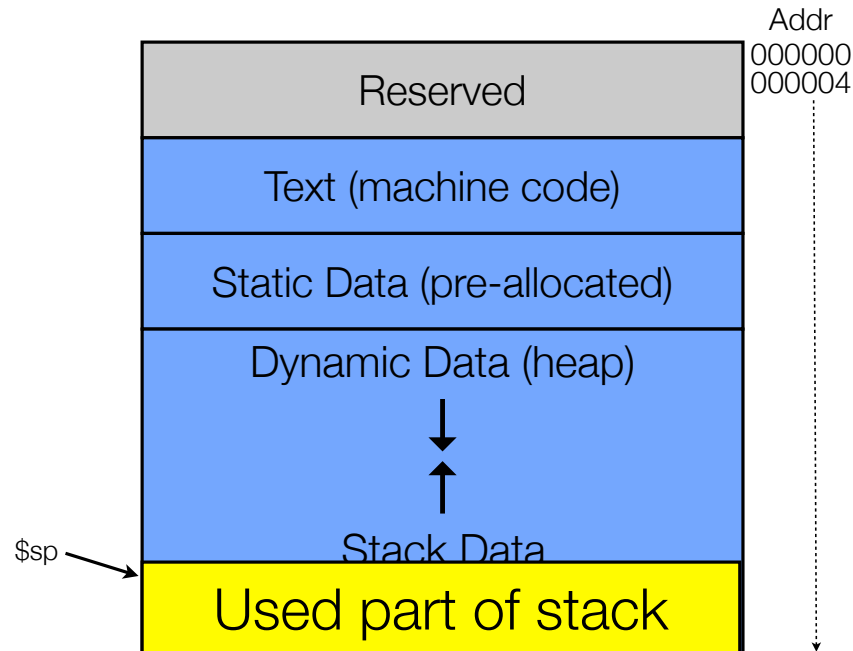 Addr
000000
000004
Reserved
Text (machine code)
Static Data (pre-allocated)
Dynamic Data (heap)
Stack Data
$sp
Used part of stack